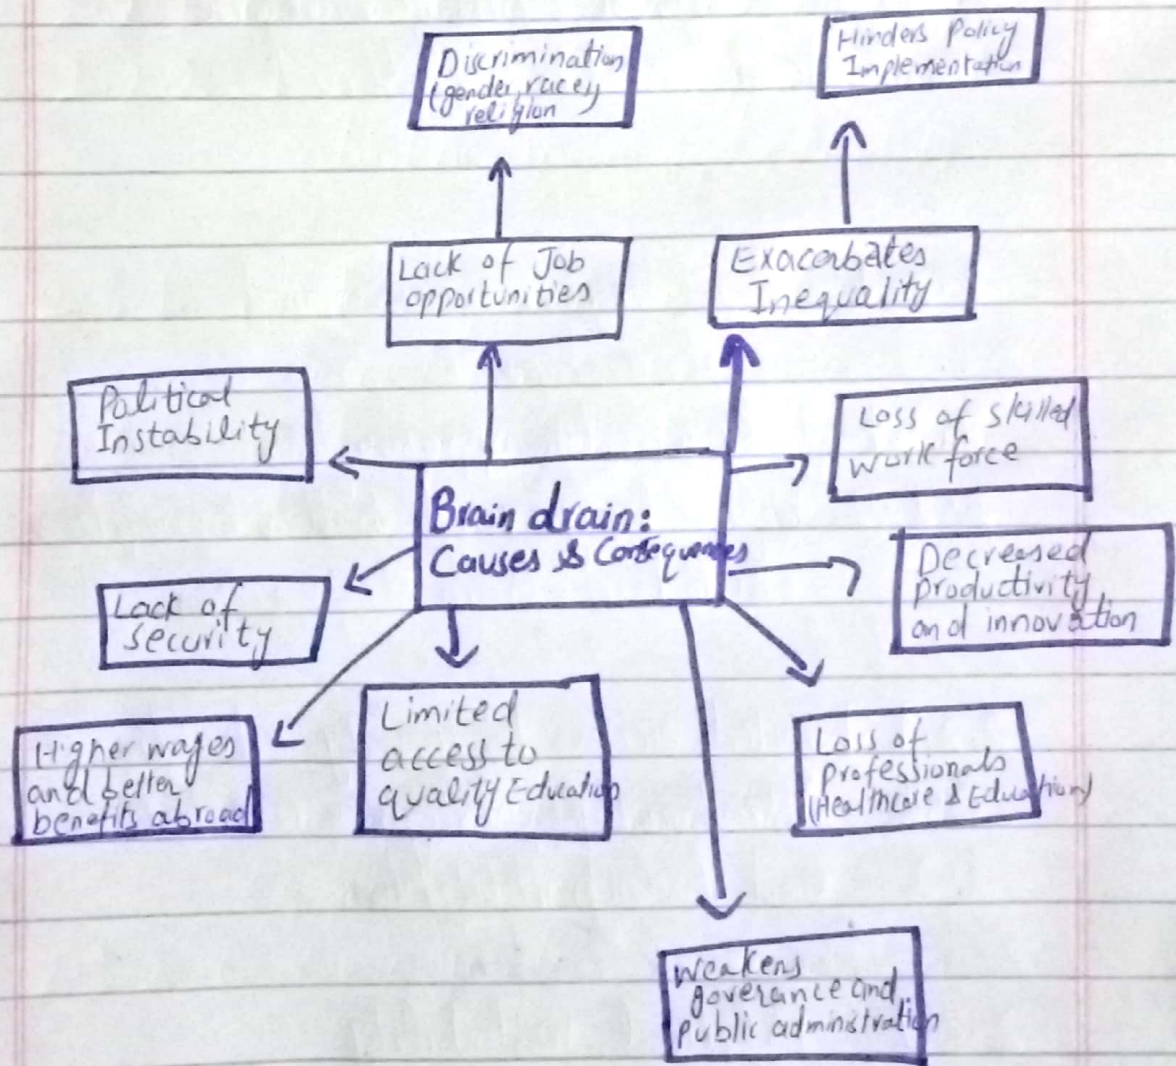 Discrimination
(gender, racey
religion
Hinders Policy
Implementation
Lack of Job
opportunities
Exacerbates
Inequality
Political
Instability
Loss of skilled
work force
Brain drain:
Causes & Consequences
Decreased
productivity
and innovation
Lack of
security
Higher wages
and better
benefits abroad
Limited
access to
quality Education
Loss of
professionals
(Healthcare & Education)
Weakens
goverance and
public administration